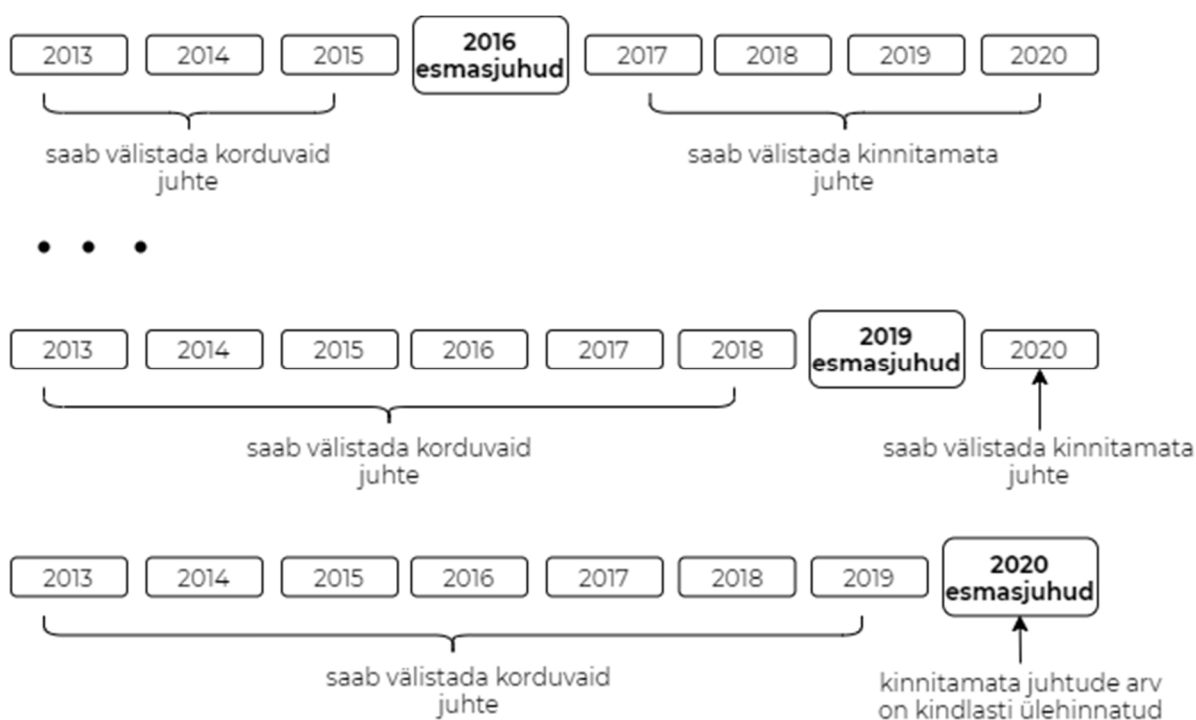 2013 2014 2015 2016 esmasjuhud 2017 2018 2019 2020
saab välistada korduvaid
juhte
saab välistada kinnitamata
juhte
2013 2014 2015 2016 2017 2018 2019 esmasjuhud 2020
saab välistada korduvaid
juhte
saab välistada kinnitamata
juhte
2013 2014 2015 2016 2017 2018 2019 2020 esmasjuhud
saab välistada korduvaid
juhte
kinnitamata juhtude arv
on kindlasti ülehinnatud